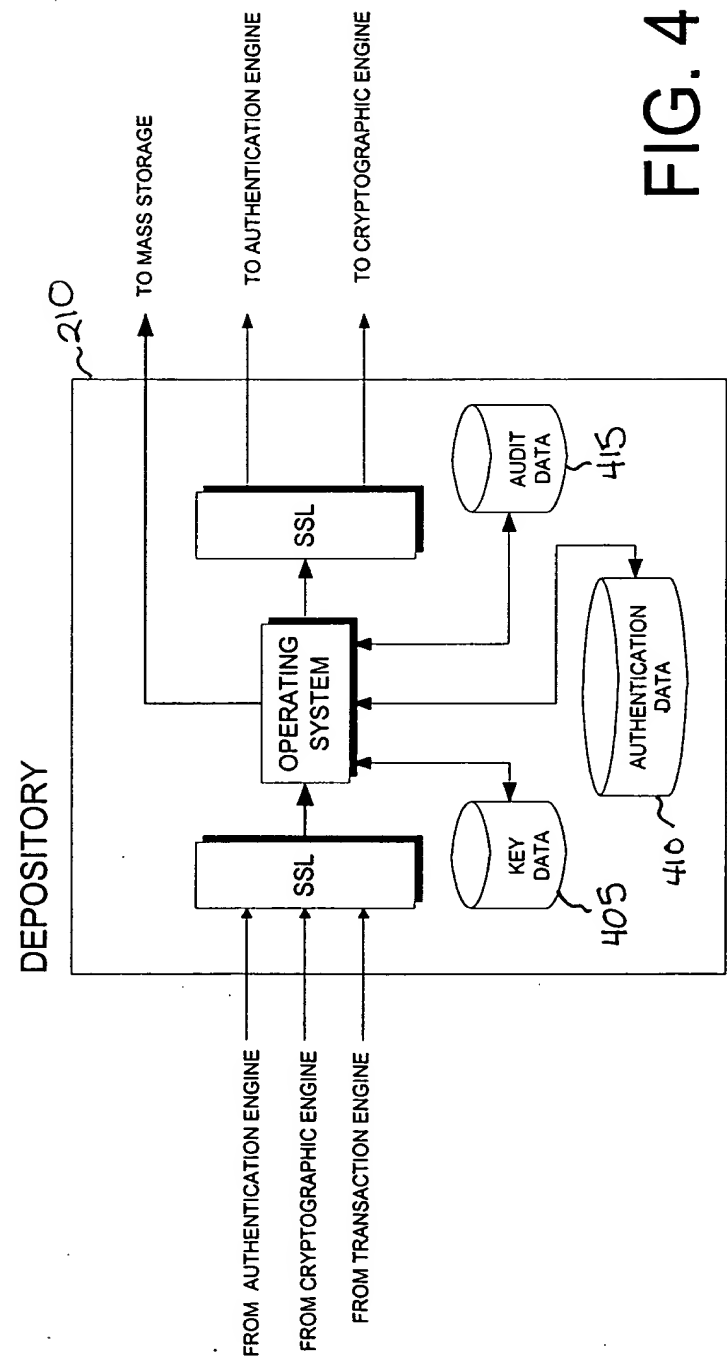 DEPOSITORY
210
FROM AUTHENTICATION ENGINE
FROM CRYPTOGRAPHIC ENGINE
FROM TRANSACTION ENGINE
SSL
OPERATING
SYSTEM
SSL
TO MASS STORAGE
TO AUTHENTICATION ENGINE
TO CRYPTOGRAPHIC ENGINE
KEY
DATA
405
AUTHENTICATION
DATA
410
AUDIT
DATA
415
FIG. 4